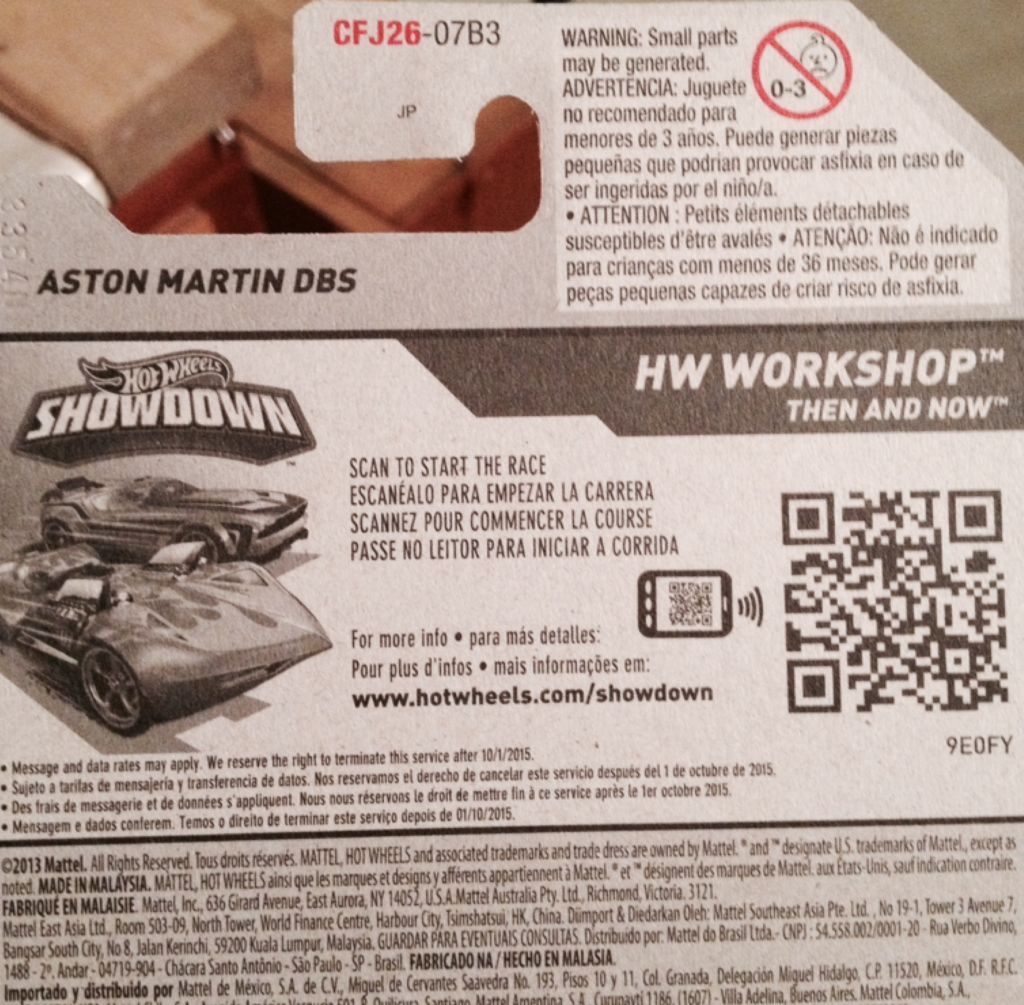 CFJ26-07B3
JP
WARNING: Small parts
may be generated.
ADVERTENCIA: Juguete
no recomendado para
menores de 3 años. Puede generar piezas
pequeñas que podrían provocar asfixia en caso de
ser ingeridas por el niño/a.
• ATTENTION : Petits éléments détachables
susceptibles d'être avalés • ATENÇÃO: Não é indicado
para crianças com menos de 36 meses. Pode gerar
peças pequenas capazes de criar risco de asfixia.
0-3
ASTON MARTIN DBS
HOT WHEELS
SHOWDOWN™
HW WORKSHOP™
THEN AND NOW™
SCAN TO START THE RACE
ESCANÉALO PARA EMPEZAR LA CARRERA
SCANNEZ POUR COMMENCER LA COURSE
PASSE NO LEITOR PARA INICIAR A CORRIDA
For more info • para más detalles:
Pour plus d'infos • mais informações em:
www.hotwheels.com/showdown
9E0FY
• Message and data rates may apply. We reserve the right to terminate this service after 10/1/2015.
• Sujeto a tarifas de mensajería y transferencia de datos. Nos reservamos el derecho de cancelar este servicio después del 1 de octubre de 2015.
• Des frais de messagerie et de données s'appliquent. Nous nous réservons le droit de mettre fin à ce service après le 1er octobre 2015.
• Mensagem e dados conferem. Temos o direito de terminar este serviço depois de 01/10/2015.
©2013 Mattel. All Rights Reserved. Tous droits réservés. MATTEL, HOT WHEELS and associated trademarks and trade dress are owned by Mattel. ® and ™ designate U.S. trademarks of Mattel, except as
noted. MADE IN MALAYSIA. MATTEL, HOT WHEELS ainsi que les marques et designs y afférents appartiennent à Mattel. ® et ™ désignent des marques de Mattel aux États-Unis, sauf indication contraire.
FABRIQUÉ EN MALAISIE. Mattel, Inc., 636 Girard Avenue, East Aurora, NY 14052, U.S.A. Mattel Australia Pty. Ltd., Richmond, Victoria. 3121.
Mattel East Asia Ltd., Room 503-09, North Tower, World Finance Centre, Harbour City, Tsimshatsui, HK, China. Diimport & Diedarkan Oleh: Mattel Southeast Asia Pte. Ltd. , No 19-1, Tower 3 Avenue 7,
Bangsar South City, No 8, Jalan Kerinchi, 59200 Kuala Lumpur, Malaysia. GUARDAR PARA EVENTUAIS CONSULTAS. Distribuido por: Mattel do Brasil Ltda.- CNPJ : 54.558.002/0001-20 - Rua Verbo Divino,
1488 - 2º. Andar - 04719-904 - Chácara Santo Antônio - São Paulo - SP - Brasil. FABRICADO NA / HECHO EN MALASIA.
Importado y distribuido por Mattel de México, S.A. de C.V., Miguel de Cervantes Saavedra No. 193, Pisos 10 y 11, Col. Granada, Delegación Miguel Hidalgo, C.P. 11520, México, D.F. R.F.C.
Quilicura, Santiago. Mattel Argentina, S.A., Curupaytí 1186, (1607) - Villa Adelina, Buenos Aires. Mattel Colombia, S.A.,